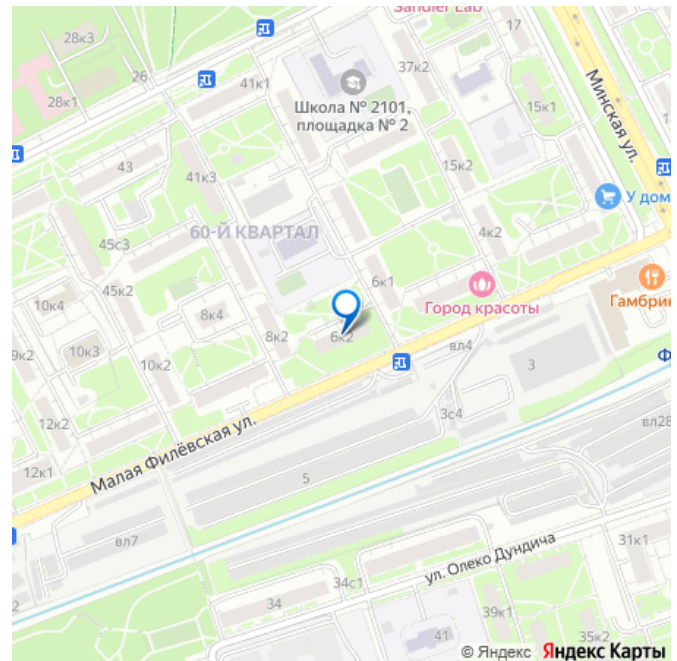 Sandler Lab
28к3
17
26
41к1
37к2
28к1
Школа № 2101,
площадка № 2
15к1
Минская ул.
43
41к3
15к2
У дом
45с3
60-Й КВАРТАЛ
4к2
45к2
6к1
10к4
8к4
Город красоты
Гамбрин
8к2
6к2
вл4
9к2
10к3
10к2
3
Ф
12к2
3с4
вл28
Малая Филёвская ул.
12к1
5
вл7
31к1
ул. Олеко Дундича
34с1
2
34
39к1
41
35к2
© Яндекс Яндекс Карты